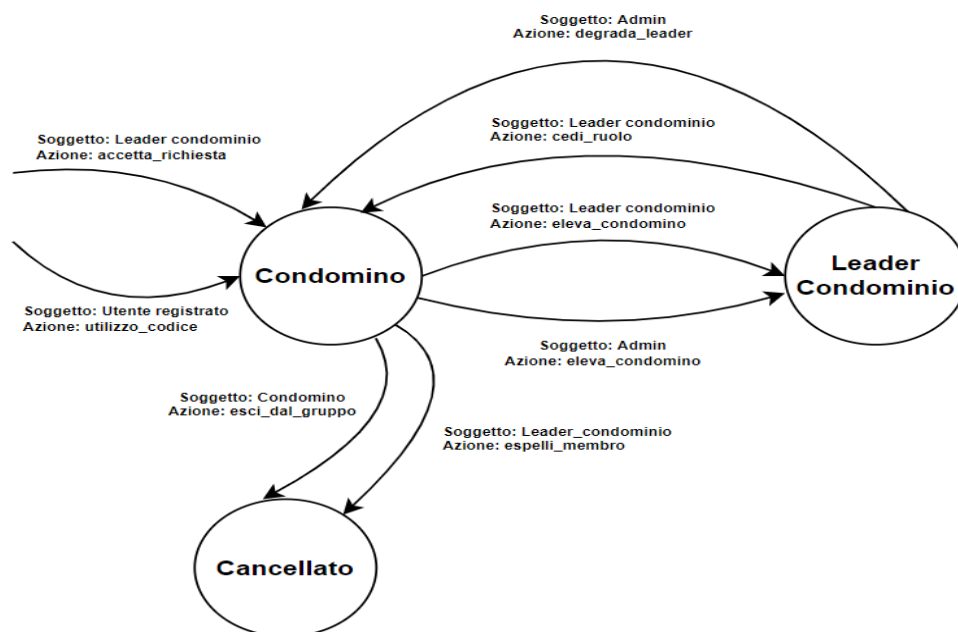 Soggetto: Admin
Azione: degrada_leader
Soggetto: Leader condominio
Azione: cedi_ruolo
Soggetto: Leader condominio
Azione: accetta_richiesta
Soggetto: Leader condominio
Azione: eleva_condomino
Condomino
Leader
Condominio
Soggetto: Utente registrato
Azione: utilizzo_codice
Soggetto: Admin
Azione: eleva_condomino
Soggetto: Condomino
Azione: esci_dal_gruppo
Soggetto: Leader_condominio
Azione: espelli_membro
Cancellato